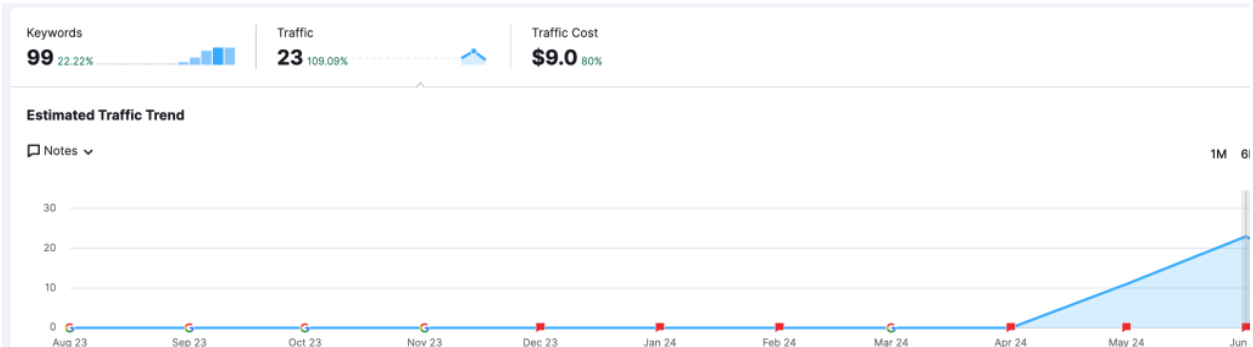 Keywords Traffic Traffic Cost
99 22.22% 23 109.09% $9.0 80%
Estimated Traffic Trend
Notes
1M
30
20
10
0
Aug 23 Sep 23 Oct 23 Nov 23 Dec 23 Jan 24 Feb 24 Mar 24 Apr 24 May 24 Jun